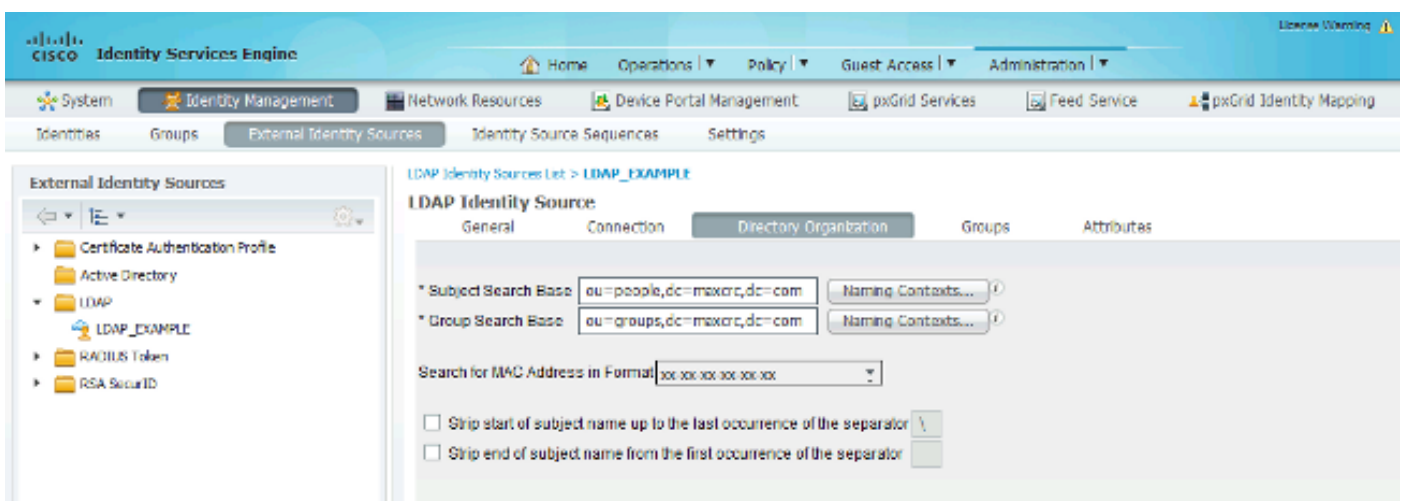 License Warning
cisco Identity Services Engine
Home Operations Policy Guest Access Administration
System Identity Management Network Resources Device Portal Management pxGrid Services Feed Service pxGrid Identity Mapping
Identities Groups External Identity Sources Identity Source Sequences Settings
External Identity Sources
Certificate Authentication Profile
Active Directory
LDAP
LDAP_EXAMPLE
RADIUS Token
RSA SecurID
LDAP Identity Sources List > LDAP_EXAMPLE
LDAP Identity Source
General Connection Directory Organization Groups Attributes
* Subject Search Base ou=people,dc=maxcrc,dc=com Naming Contexts... i
* Group Search Base ou=groups,dc=maxcrc,dc=com Naming Contexts... i
Search for MAC Address in Format xx-xx-xx-xx-xx-xx
Strip start of subject name up to the last occurrence of the separator \
Strip end of subject name from the first occurrence of the separator